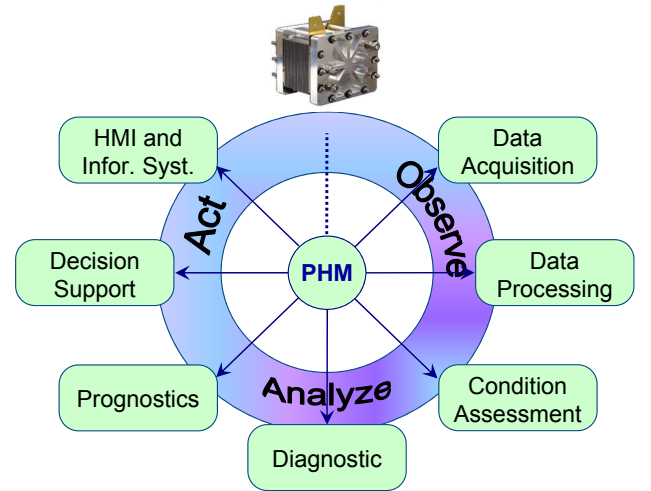 HMI and
Infor. Syst.
Data
Acquisition
Act
Observe
Decision
Support
PHM
Data
Processing
Prognostics
Analyze
Condition
Assessment
Diagnostic